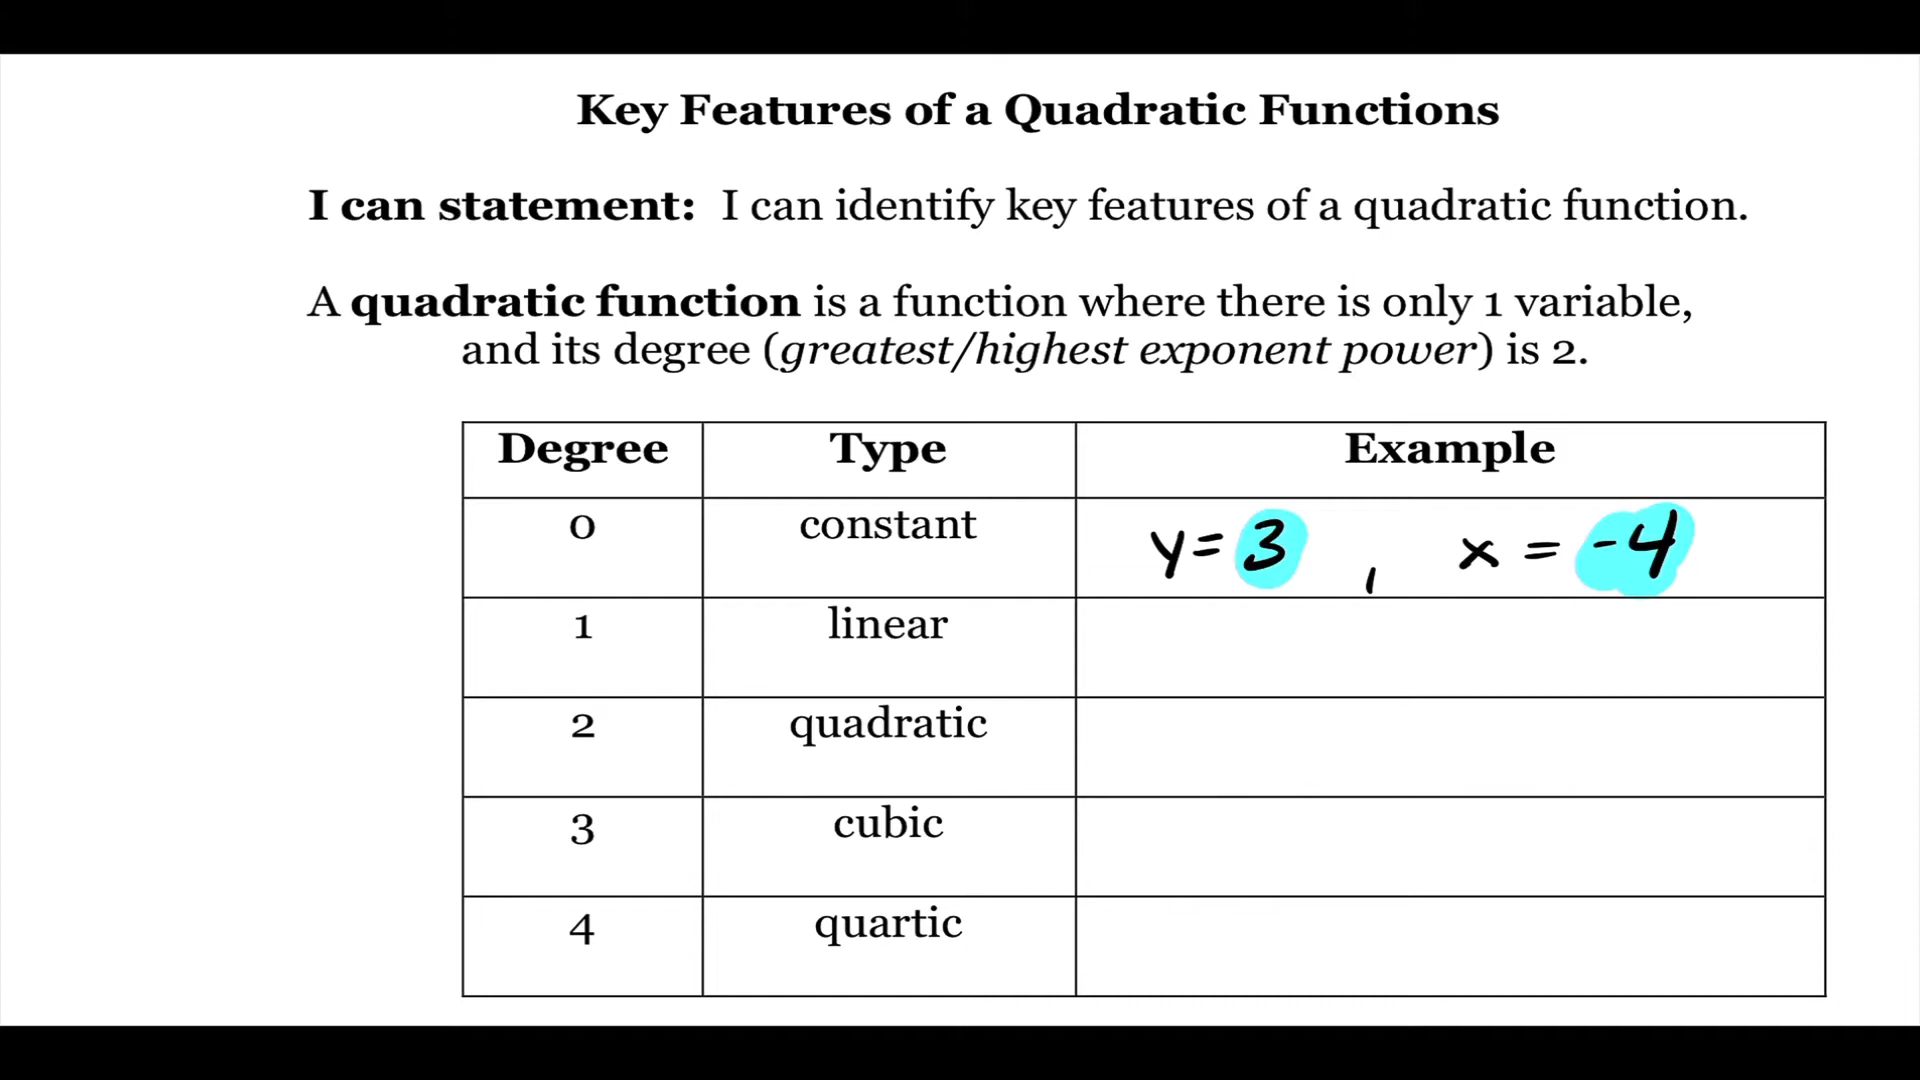 Key Features of a Quadratic Functions
I can statement: I can identify key features of a quadratic function.
A quadratic function is a function where there is only 1 variable,
and its degree (greatest/highest exponent power) is 2.
Degree Type Example
0 constant y=3 , x = -4
1 linear
2 quadratic
3 cubic
4 quartic